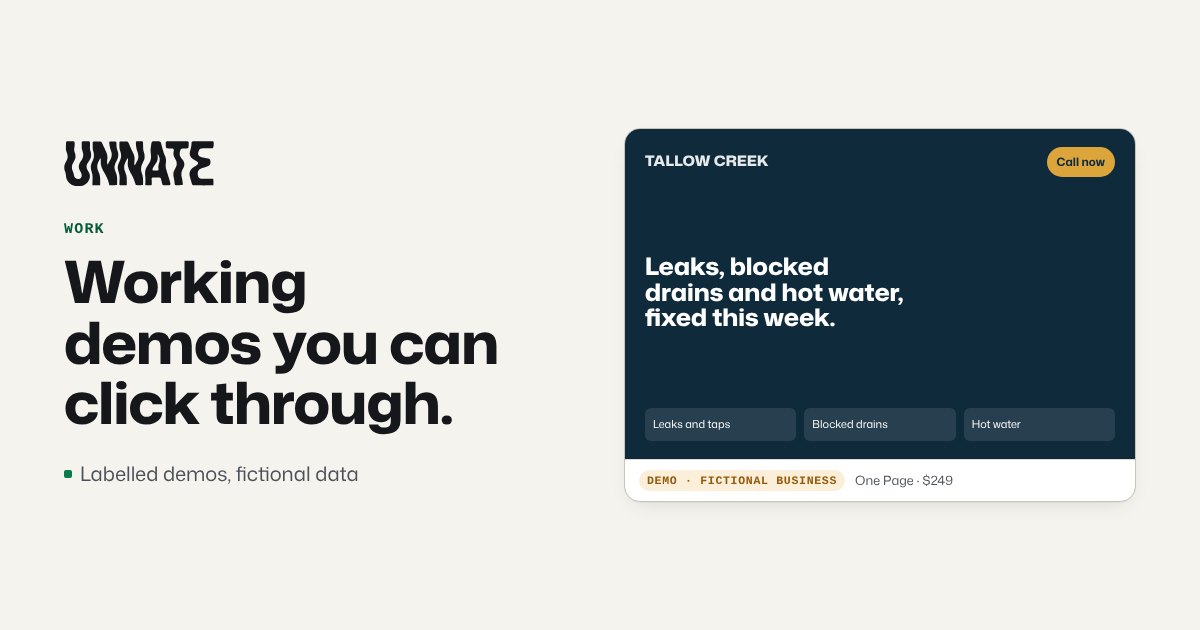 UNNATE
WORK
Working
demos you can
click through.
Labelled demos, fictional data
TALLOW CREEK
Call now
Leaks, blocked
drains and hot water,
fixed this week.
Leaks and taps
Blocked drains
Hot water
DEMO · FICTIONAL BUSINESS
One Page · $249